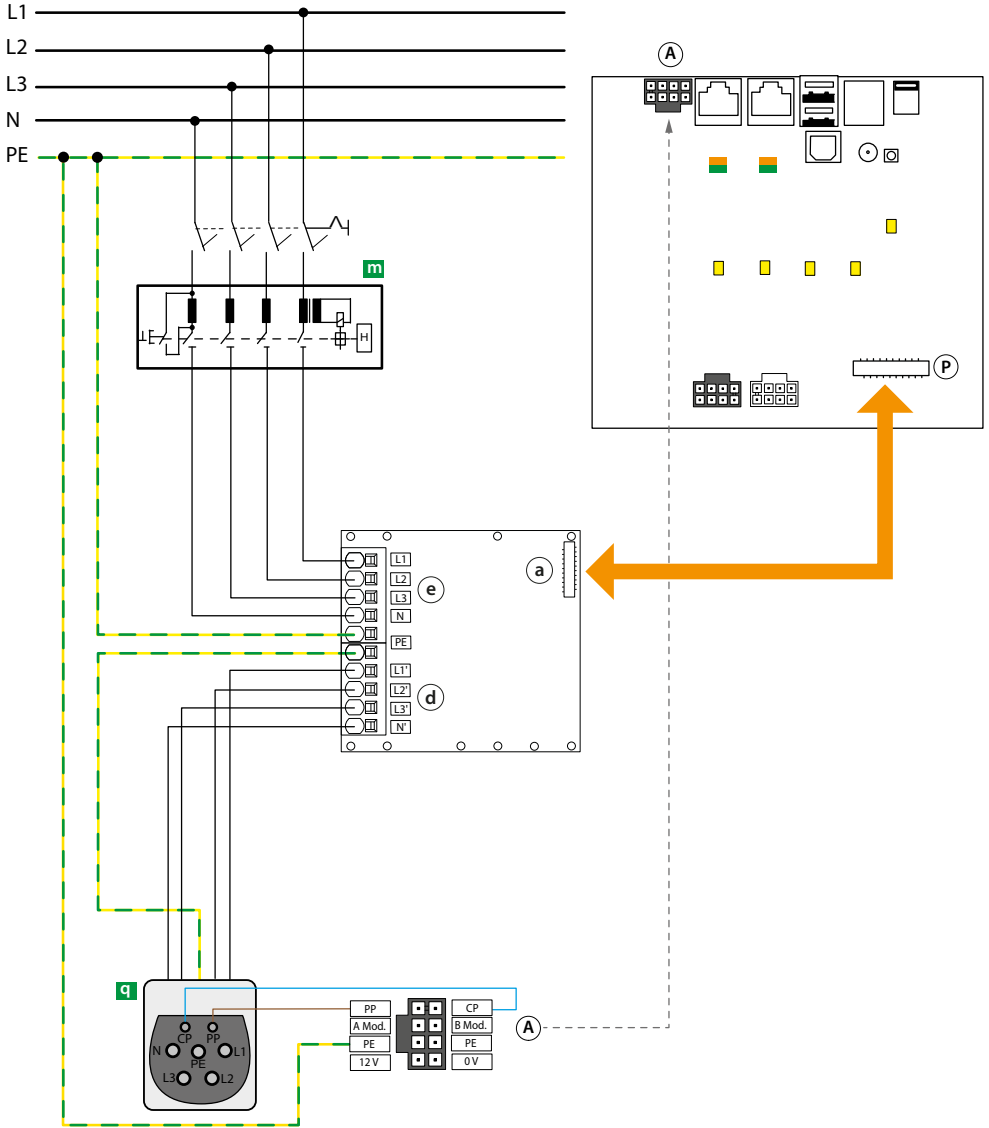 L1
L2
L3
N
PE
A
m
H
P
L1
L2
L3
N
PE
L1'
L2'
L3'
N'
e
a
d
q
CP PP
N PE L1
L3 L2
PP CP
A Mod. B Mod.
PE PE
12 V 0 V
A